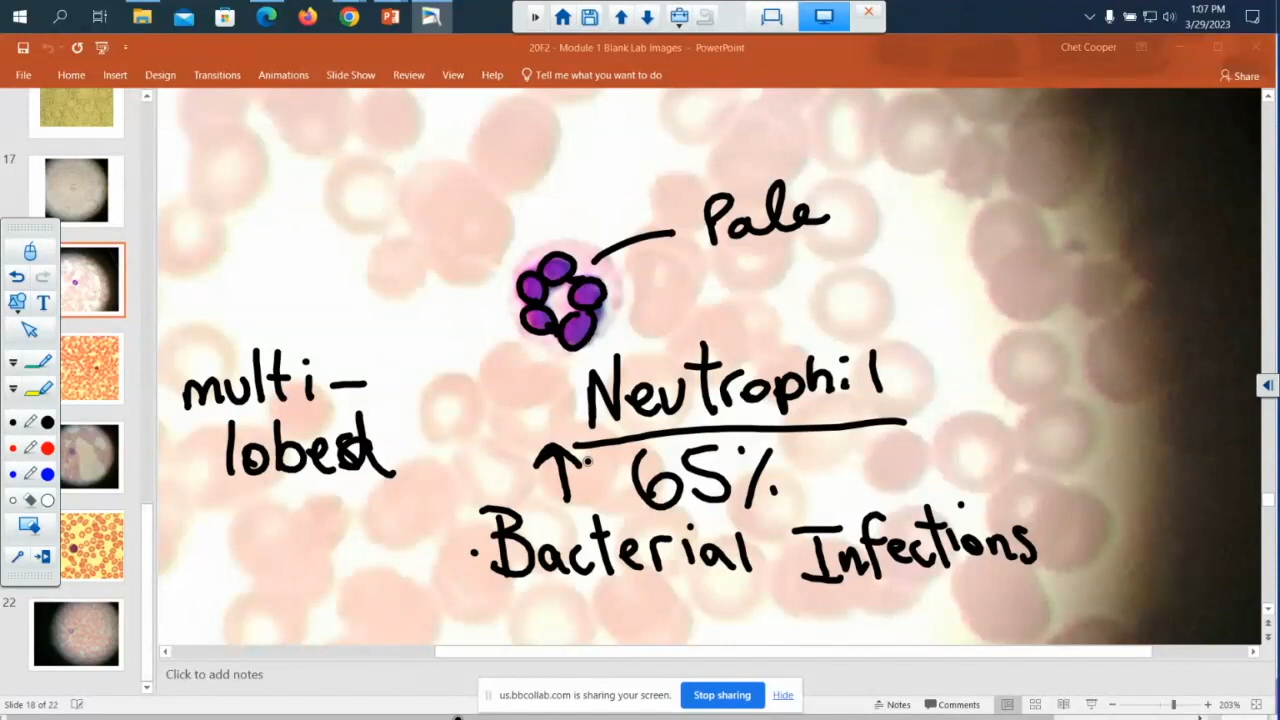 1:07 PM
3/29/2023
20F2 - Module 1 Blank Lab Images - PowerPoint
Chet Cooper
File Home Insert Design Transitions Animations Slide Show Review View Help Tell me what you want to do
Share
17
T
22
Pale
Neutrophil
multi-
lobed
↑ 65%
· Bacterial Infections
Click to add notes
us.bbcollab.com is sharing your screen. Stop sharing Hide
Slide 18 of 22
Notes Comments
203%